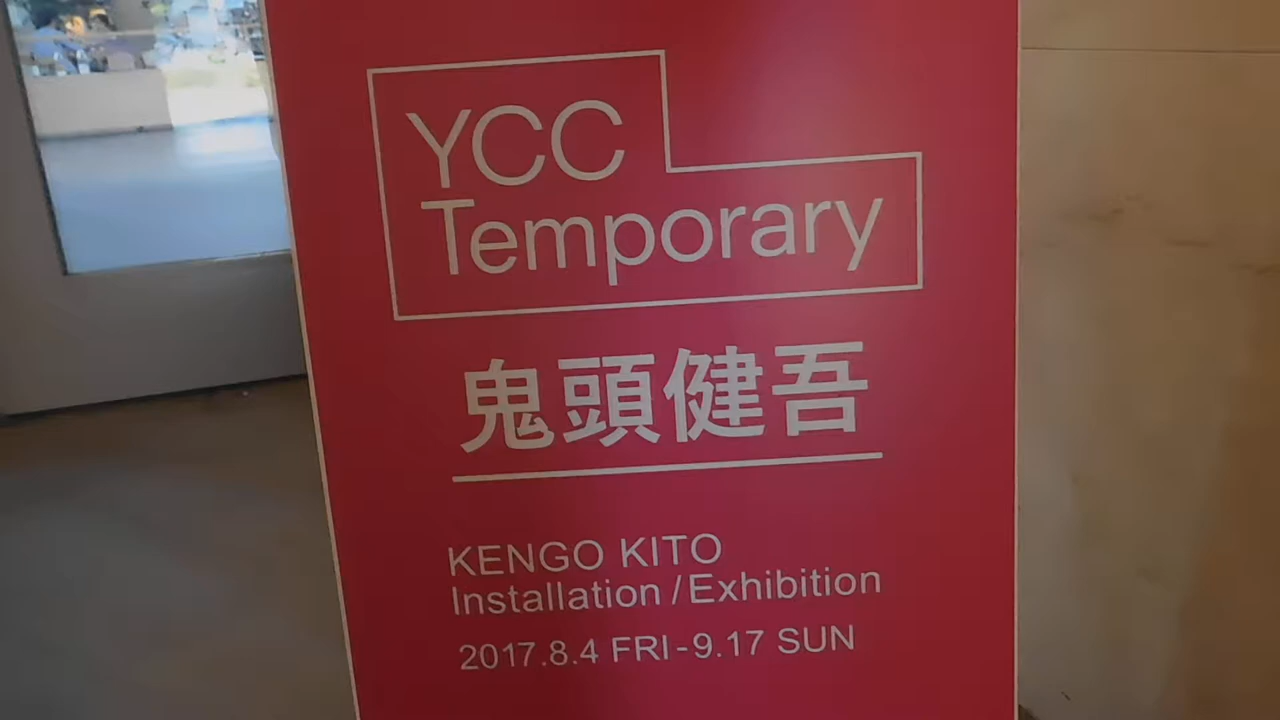 YCC
Temporary
鬼頭健吾
KENGO KITO
Installation / Exhibition
2017.8.4 FRI - 9.17 SUN